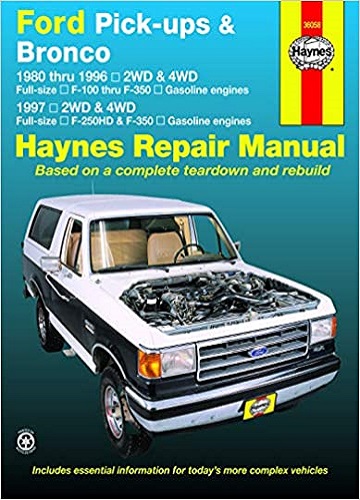 Ford Pick-ups &
Bronco
36058
Haynes
1980 thru 1996 □ 2WD & 4WD
Full-size □ F-100 thru F-350 □ Gasoline engines
1997 □ 2WD & 4WD
Full-size □ F-250HD & F-350 □ Gasoline engines
Haynes Repair Manual
Based on a complete teardown and rebuild
Ford
Haynes
Includes essential information for today's more complex vehicles